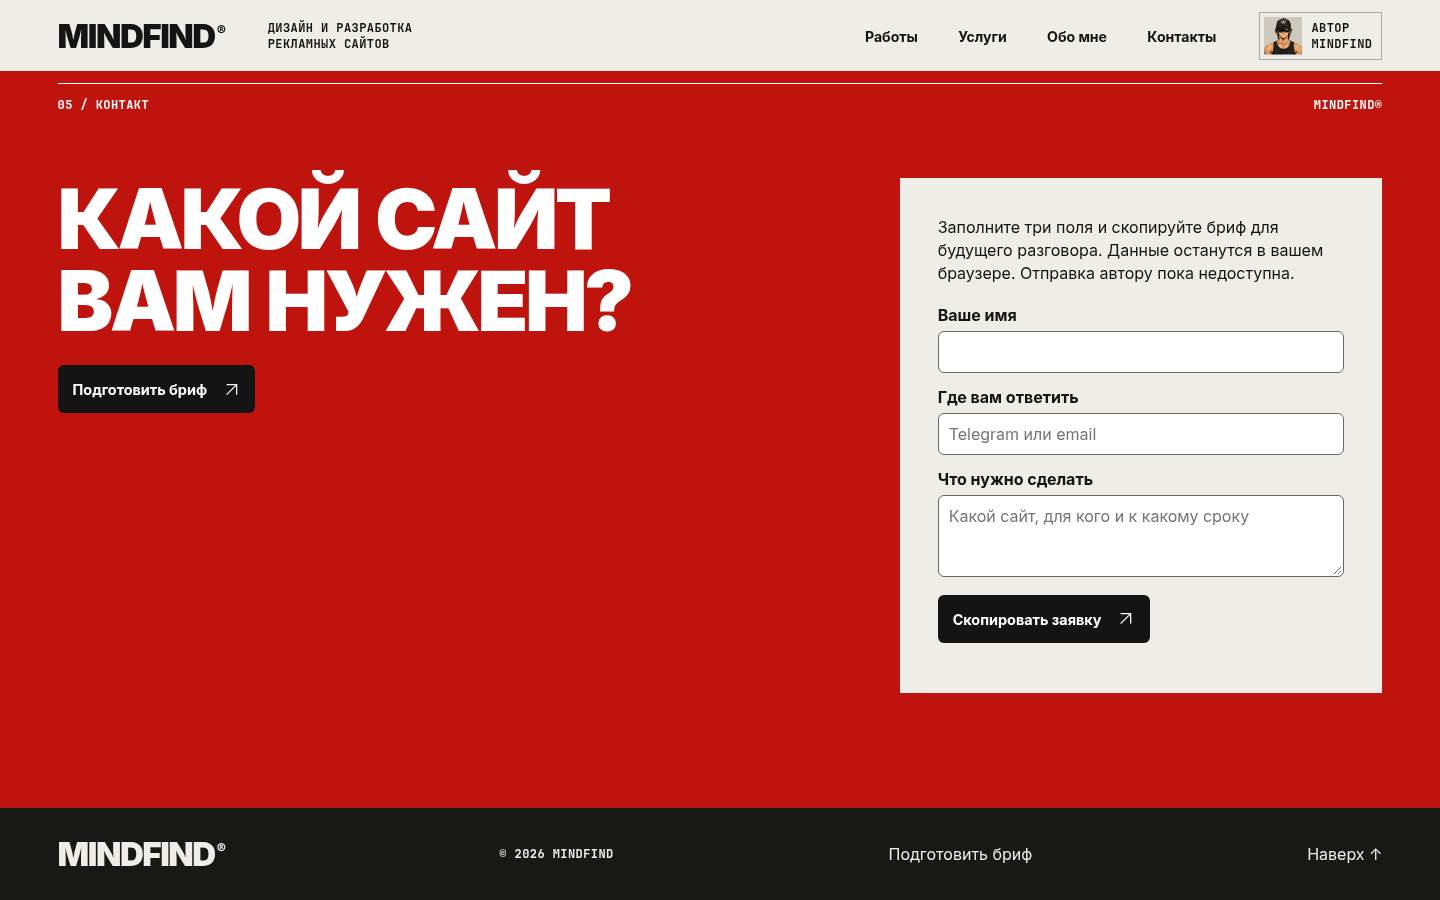 MINDFIND®
ДИЗАЙН И РАЗРАБОТКА
РЕКЛАМНЫХ САЙТОВ
Работы
Услуги
Обо мне
Контакты
АВТОР
MINDFIND
05 / КОНТАКТ
MINDFIND®
КАКОЙ САЙТ
ВАМ НУЖЕН?
Подготовить бриф
Заполните три поля и скопируйте бриф для
будущего разговора. Данные останутся в вашем
браузере. Отправка автору пока недоступна.
Ваше имя
Где вам ответить
Telegram или email
Что нужно сделать
Какой сайт, для кого и к какому сроку
Скопировать заявку
MINDFIND®
© 2026 MINDFIND
Подготовить бриф
Наверх ↑